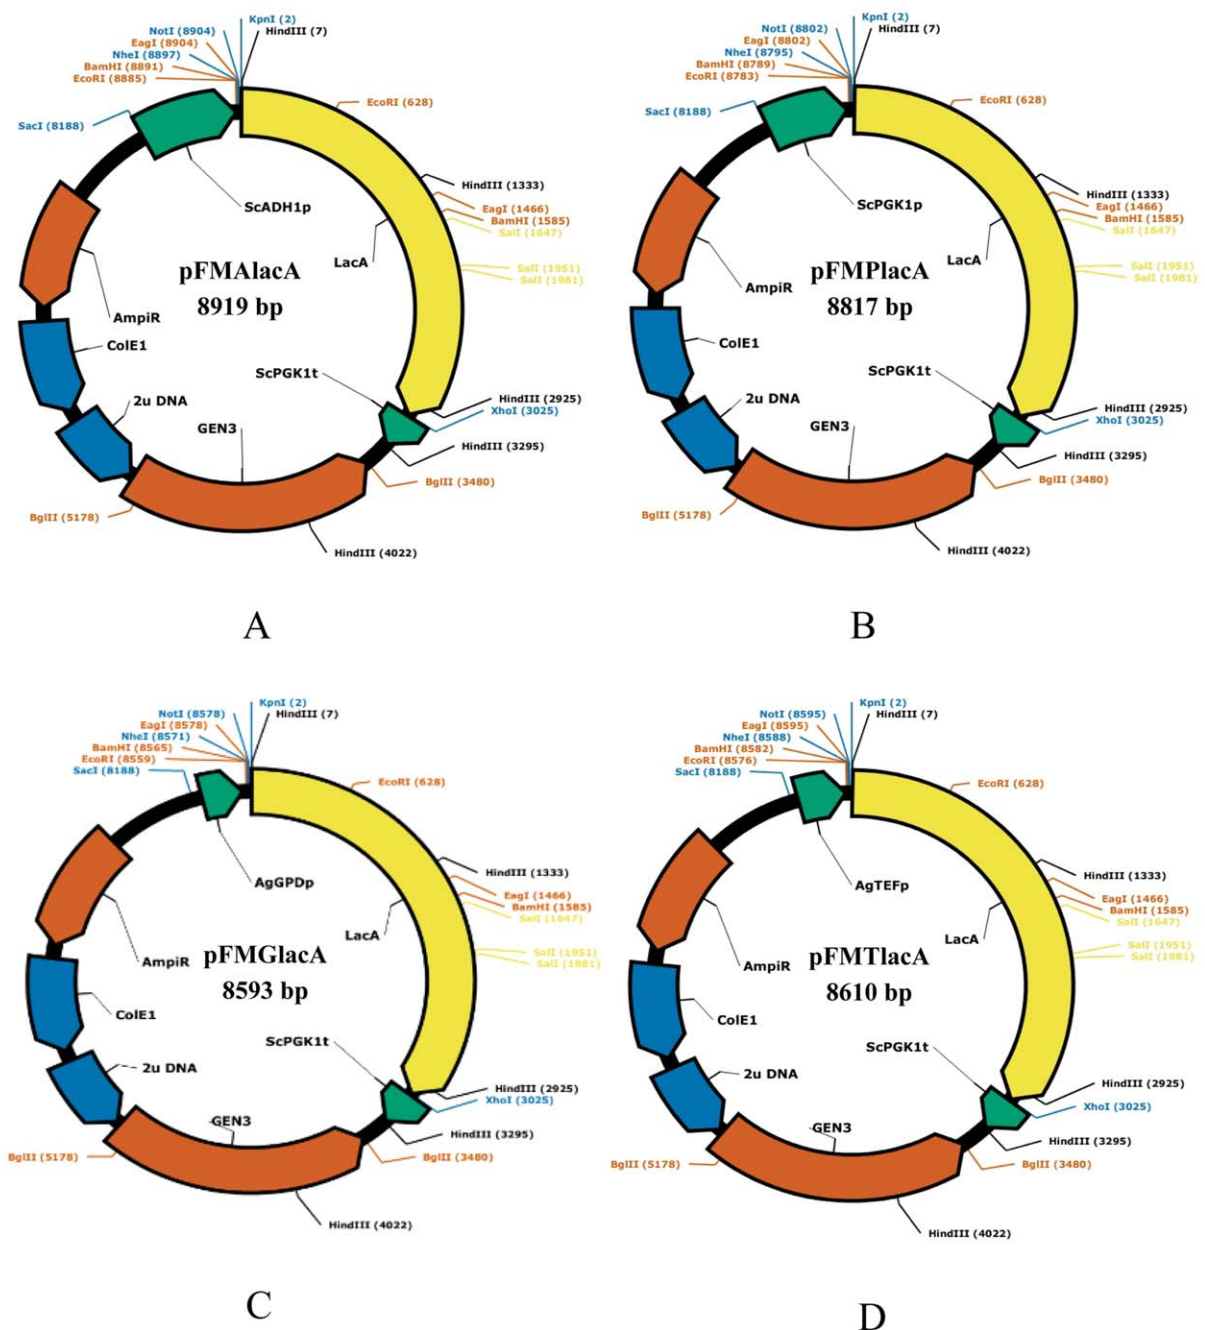 KpnI (2)
NotI (8904)
HindIII (7)
EagI (8904)
NheI (8897)
BamHI (8891)
EcoRI (8885)
EcoRI (628)
SacI (8188)
HindIII (1333)
ScADH1p
EagI (1466)
BamHI (1585)
SalI (1647)
LacA
pFMAlacA
SalI (1951)
SalI (1981)
8919 bp
AmpiR
ColE1
ScPGK1t
2u DNA
HindIII (2925)
XhoI (3025)
GEN3
HindIII (3295)
BglII (3480)
BglII (5178)
HindIII (4022)
A
KpnI (2)
NotI (8802)
HindIII (7)
EagI (8802)
NheI (8795)
BamHI (8789)
EcoRI (8783)
EcoRI (628)
SacI (8188)
HindIII (1333)
ScPGK1p
EagI (1466)
BamHI (1585)
SalI (1647)
LacA
pFMPlacA
SalI (1951)
SalI (1981)
AmpiR
8817 bp
ColE1
ScPGK1t
2u DNA
HindIII (2925)
XhoI (3025)
GEN3
HindIII (3295)
BglII (3480)
BglII (5178)
HindIII (4022)
B
KpnI (2)
NotI (8578)
HindIII (7)
EagI (8578)
NheI (8571)
BamHI (8565)
EcoRI (8559)
SacI (8188)
EcoRI (628)
HindIII (1333)
AgGPDp
EagI (1466)
BamHI (1585)
SalI (1647)
LacA
SalI (1951)
SalI (1981)
pFMGlacA
AmpiR
8593 bp
ColE1
ScPGK1t
2u DNA
HindIII (2925)
XhoI (3025)
GEN3
HindIII (3295)
BglII (5178)
BglII (3480)
HindIII (4022)
C
KpnI (2)
NotI (8595)
HindIII (7)
EagI (8595)
NheI (8588)
BamHI (8582)
EcoRI (8576)
SacI (8188)
EcoRI (628)
HindIII (1333)
AgTEFp
EagI (1466)
BamHI (1585)
SalI (1647)
LacA
SalI (1951)
SalI (1981)
pFMTlacA
AmpiR
8610 bp
ColE1
ScPGK1t
2u DNA
HindIII (2925)
XhoI (3025)
GEN3
HindIII (3295)
BglII (5178)
BglII (3480)
HindIII (4022)
D